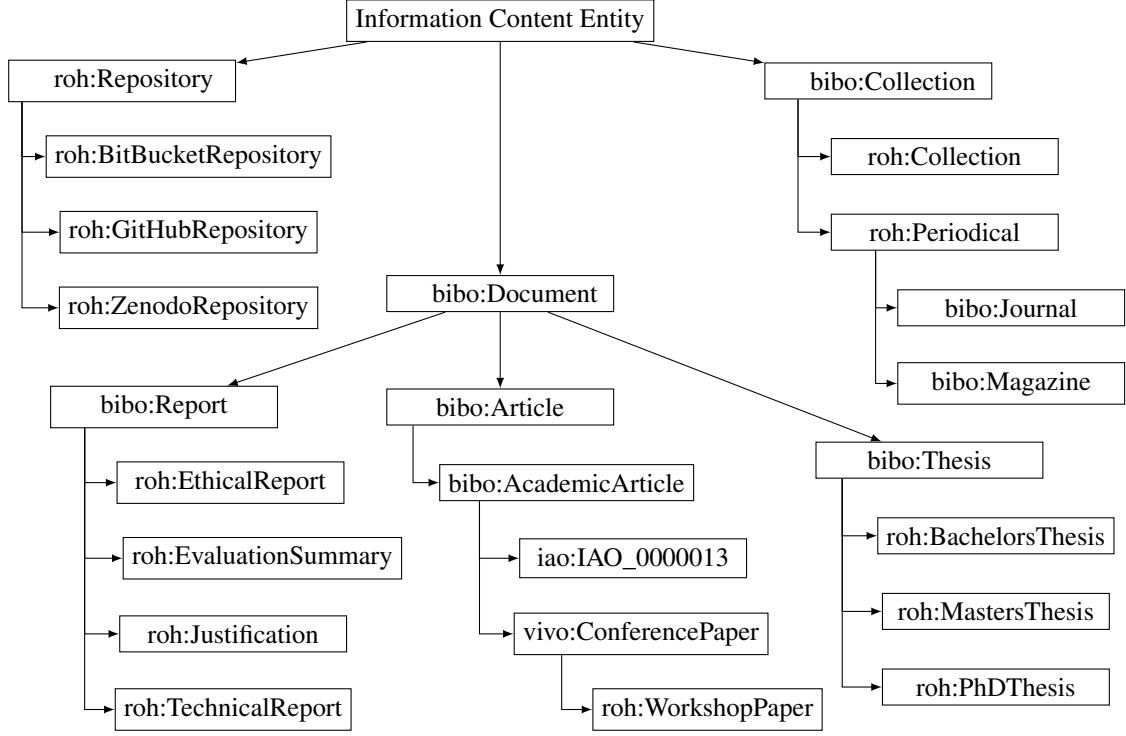 Information Content Entity
roh:Repository
roh:BitBucketRepository
roh:GitHubRepository
roh:ZenodoRepository
bibo:Collection
roh:Collection
roh:Periodical
bibo:Journal
bibo:Magazine
bibo:Document
bibo:Report
roh:EthicalReport
roh:EvaluationSummary
roh:Justification
roh:TechnicalReport
bibo:Article
bibo:AcademicArticle
iao:IAO_0000013
vivo:ConferencePaper
roh:WorkshopPaper
bibo:Thesis
roh:BachelorsThesis
roh:MastersThesis
roh:PhDThesis